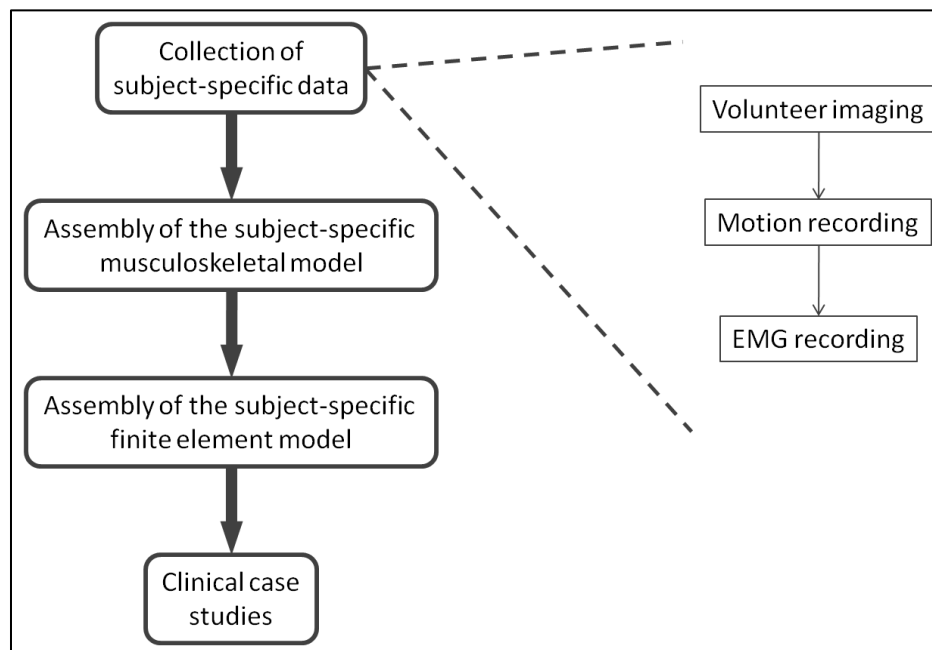 Collection of
subject-specific data
Assembly of the subject-specific
musculoskeletal model
Assembly of the subject-specific
finite element model
Clinical case
studies
Volunteer imaging
Motion recording
EMG recording